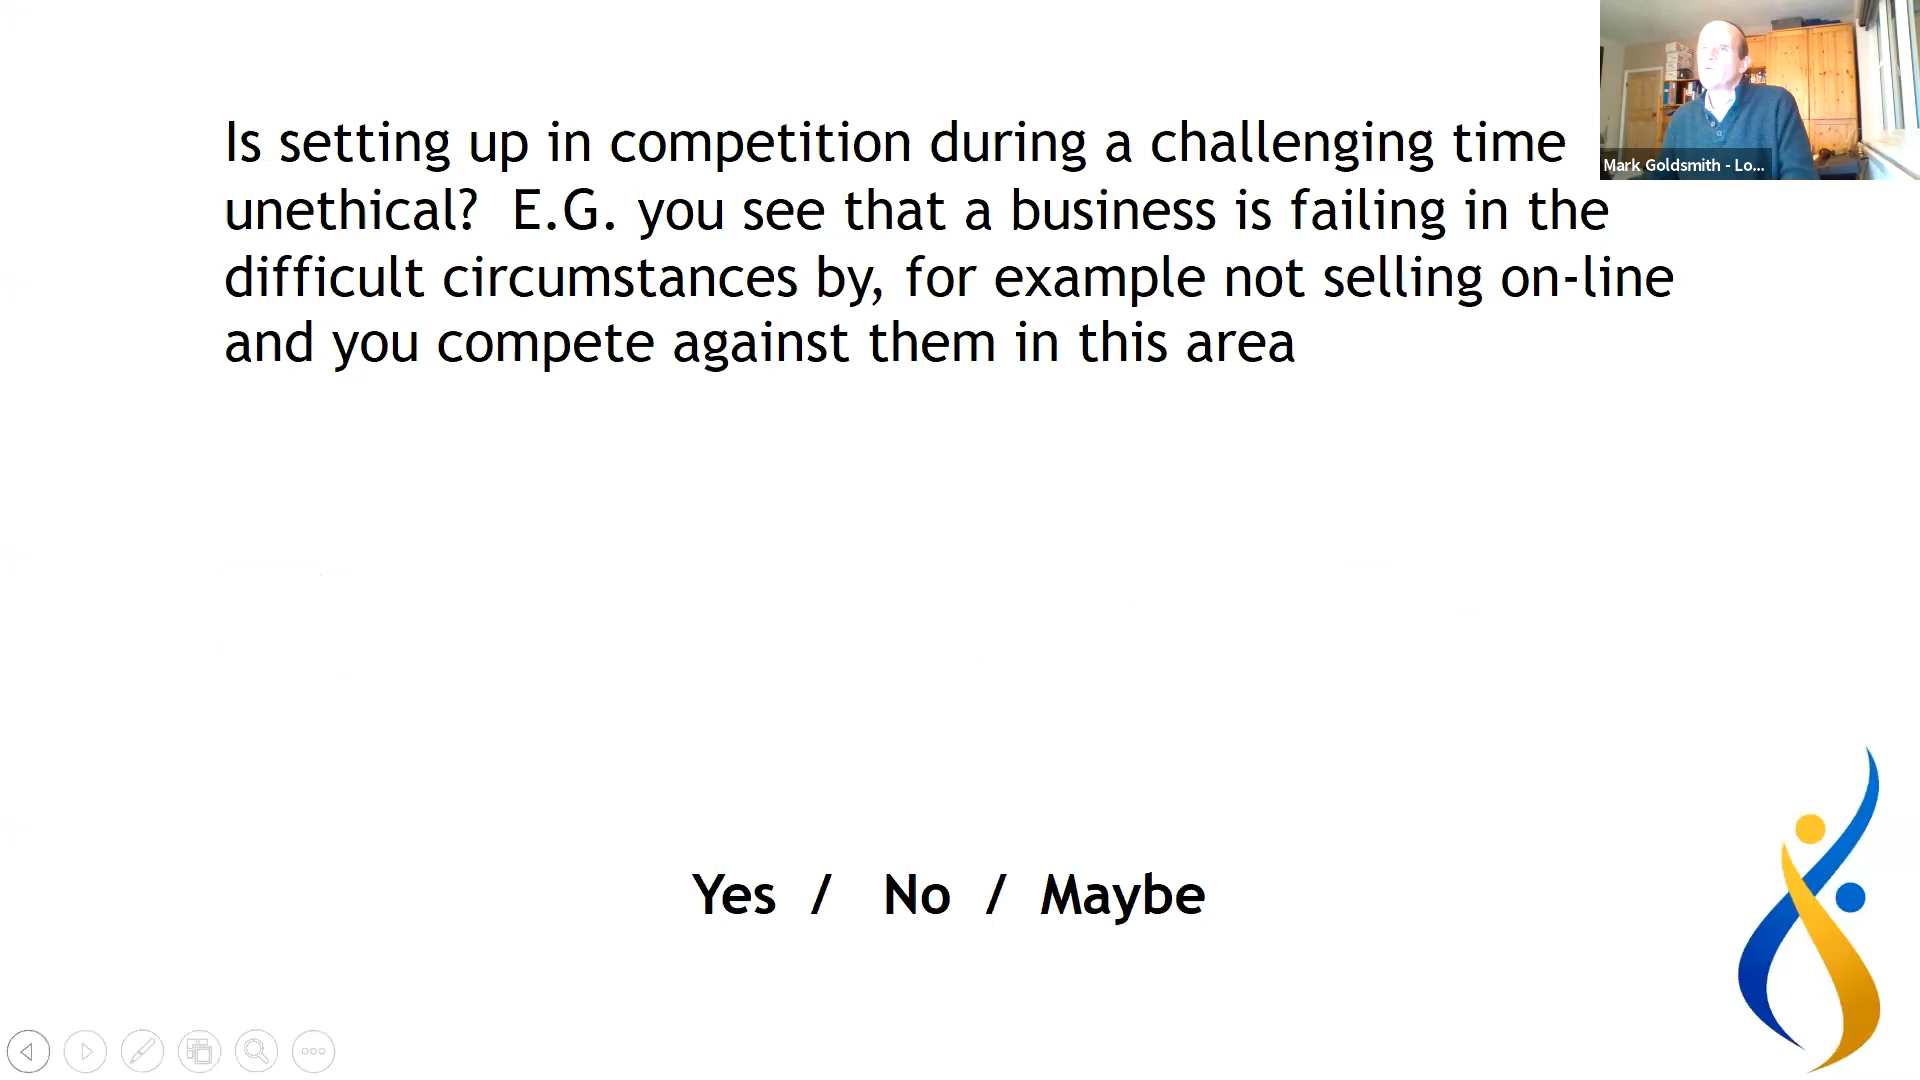 Is setting up in competition during a challenging time
unethical?  E.G. you see that a business is failing in the
difficult circumstances by, for example not selling on-line
and you compete against them in this area
Mark Goldsmith - Lo...
Yes  /   No  /  Maybe